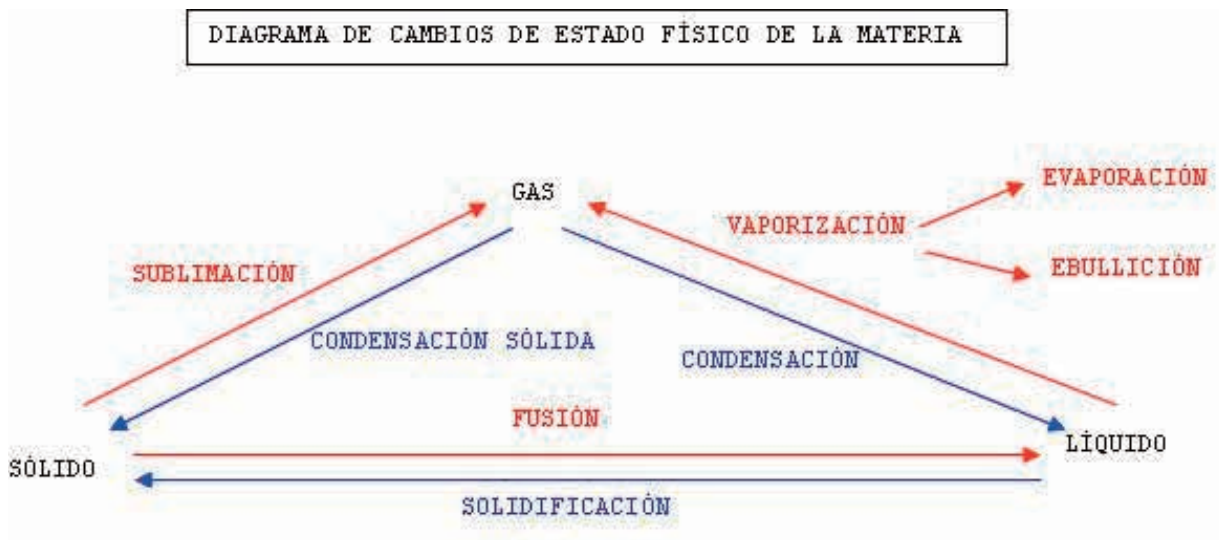 DIAGRAMA DE CAMBIOS DE ESTADO FÍSICO DE LA MATERIA
GAS
EVAPORACIÓN
VAPORIZACIÓN
EBULLICIÓN
SUBLIMACIÓN
CONDENSACIÓN SÓLIDA
CONDENSACIÓN
FUSIÓN
LÍQUIDO
SÓLIDO
SOLIDIFICACIÓN